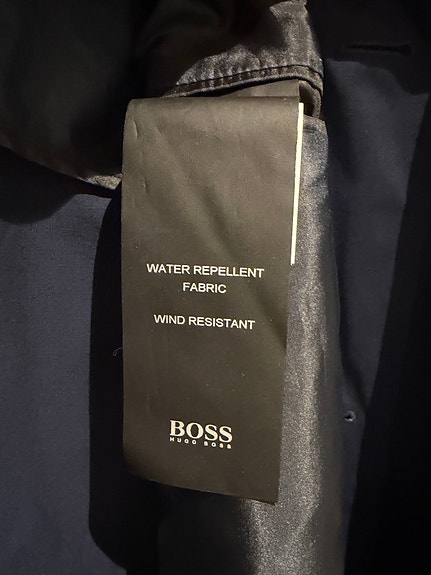 WATER REPELLENT
FABRIC
WIND RESISTANT
BOSS
HUGO BOSS